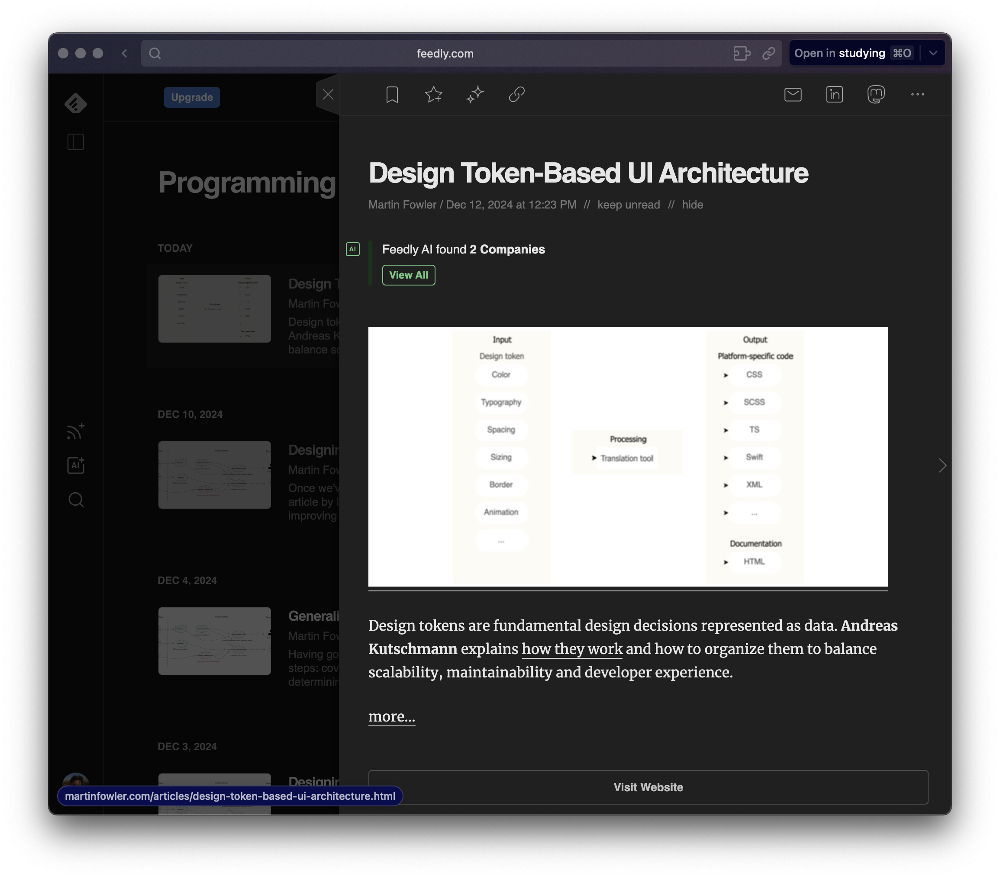 feedly.com
Open in studying ⌘O
Upgrade
Programming
TODAY
Design T
Martin Fow
Design tok
Andreas K
balance sc
DEC 10, 2024
Designin
Martin Fow
Once we'v
article by l
improving
DEC 4, 2024
Generali
Martin Fow
Having go
steps: cov
determinin
DEC 3, 2024
Designin
AI
martinfowler.com/articles/design-token-based-ui-architecture.html
Design Token-Based UI Architecture
Martin Fowler / Dec 12, 2024 at 12:23 PM // keep unread // hide
AI
Feedly AI found 2 Companies
View All
Input
Design token
Color
Typography
Spacing
Sizing
Border
Animation
...
Processing
➤ Translation tool
Output
Platform-specific code
➤ CSS
➤ SCSS
➤ TS
➤ Swift
➤ XML
➤ ...
Documentation
➤ HTML
Design tokens are fundamental design decisions represented as data. Andreas
Kutschmann explains how they work and how to organize them to balance
scalability, maintainability and developer experience.
more…
Visit Website